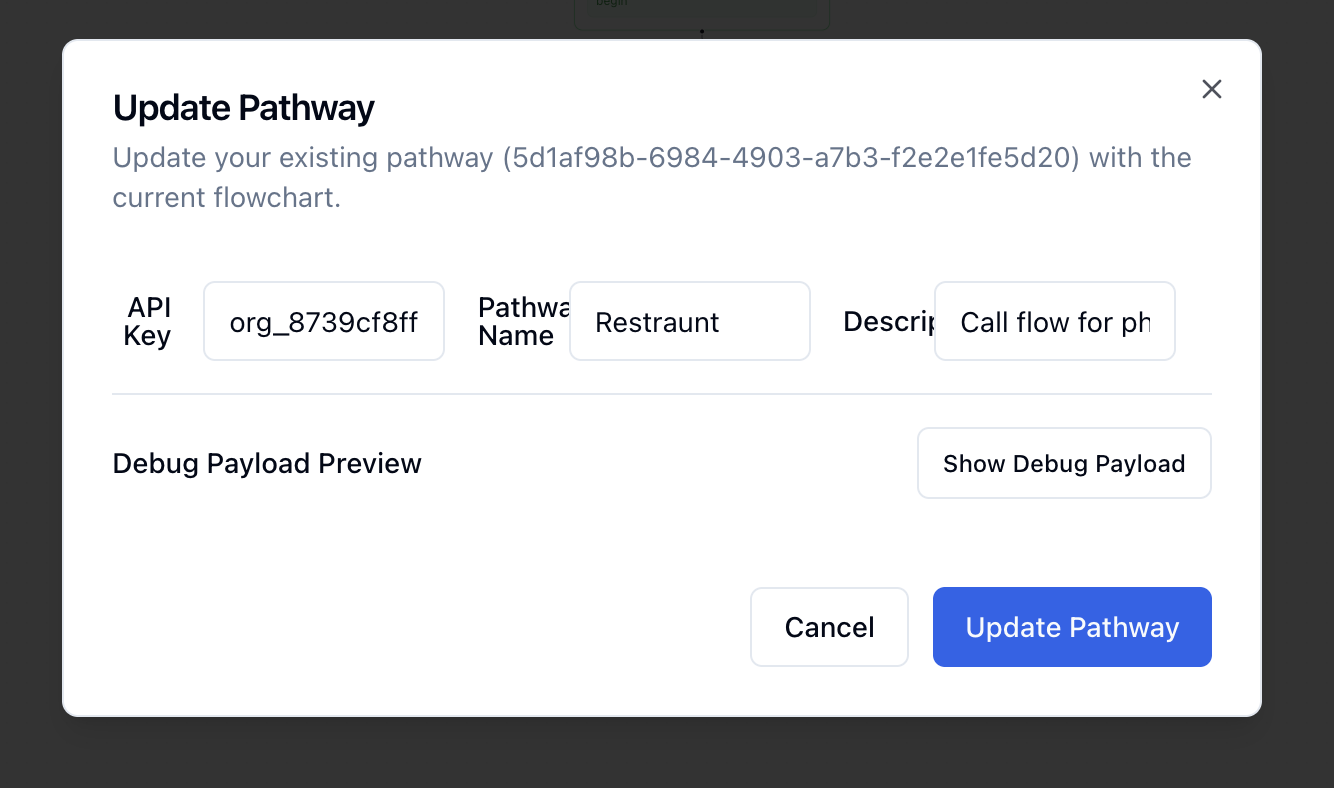 begin
Update Pathway
Update your existing pathway (5d1af98b-6984-4903-a7b3-f2e2e1fe5d20) with the
current flowchart.
API
Key
org_8739cf8ff
Pathwa
Name
Restraunt
Descrip
Call flow for ph
Debug Payload Preview
Show Debug Payload
Cancel
Update Pathway